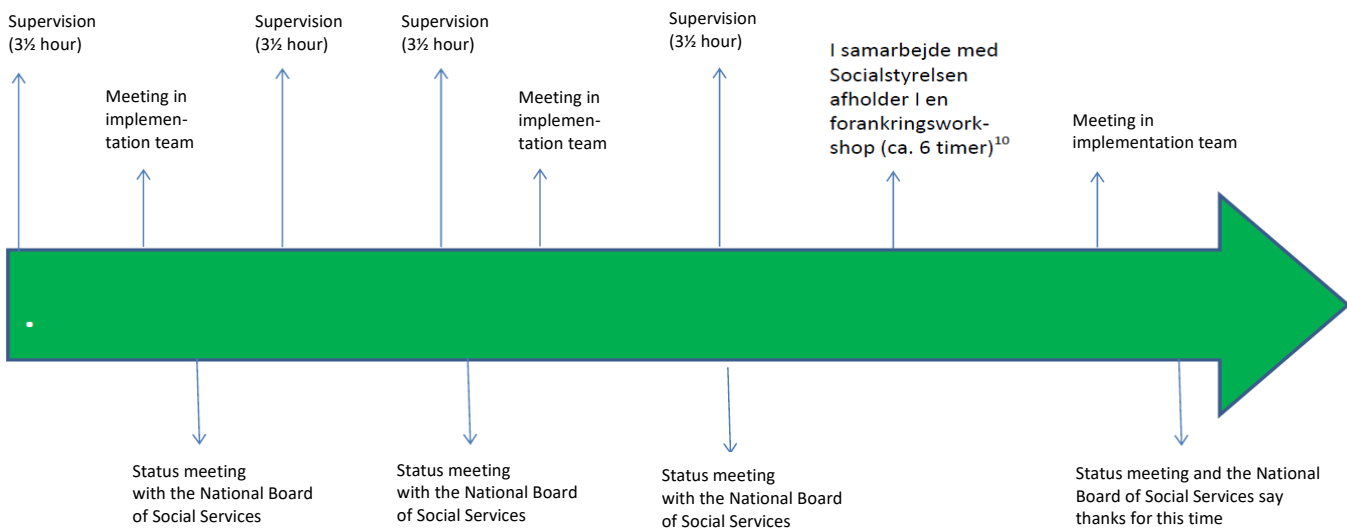 Supervision
(3½ hour)
Supervision
(3½ hour)
Supervision
(3½ hour)
Supervision
(3½ hour)
Meeting in
implemen-
tation team
Meeting in
implemen-
tation team
I samarbejde med
Socialstyrelsen
afholder I en
forankringswork-
shop (ca. 6 timer)¹⁰
Meeting in
implementation team
Status meeting
with the National Board
of Social Services
Status meeting
with the National Board
of Social Services
Status meeting
with the National Board
of Social Services
Status meeting and the National
Board of Social Services say
thanks for this time